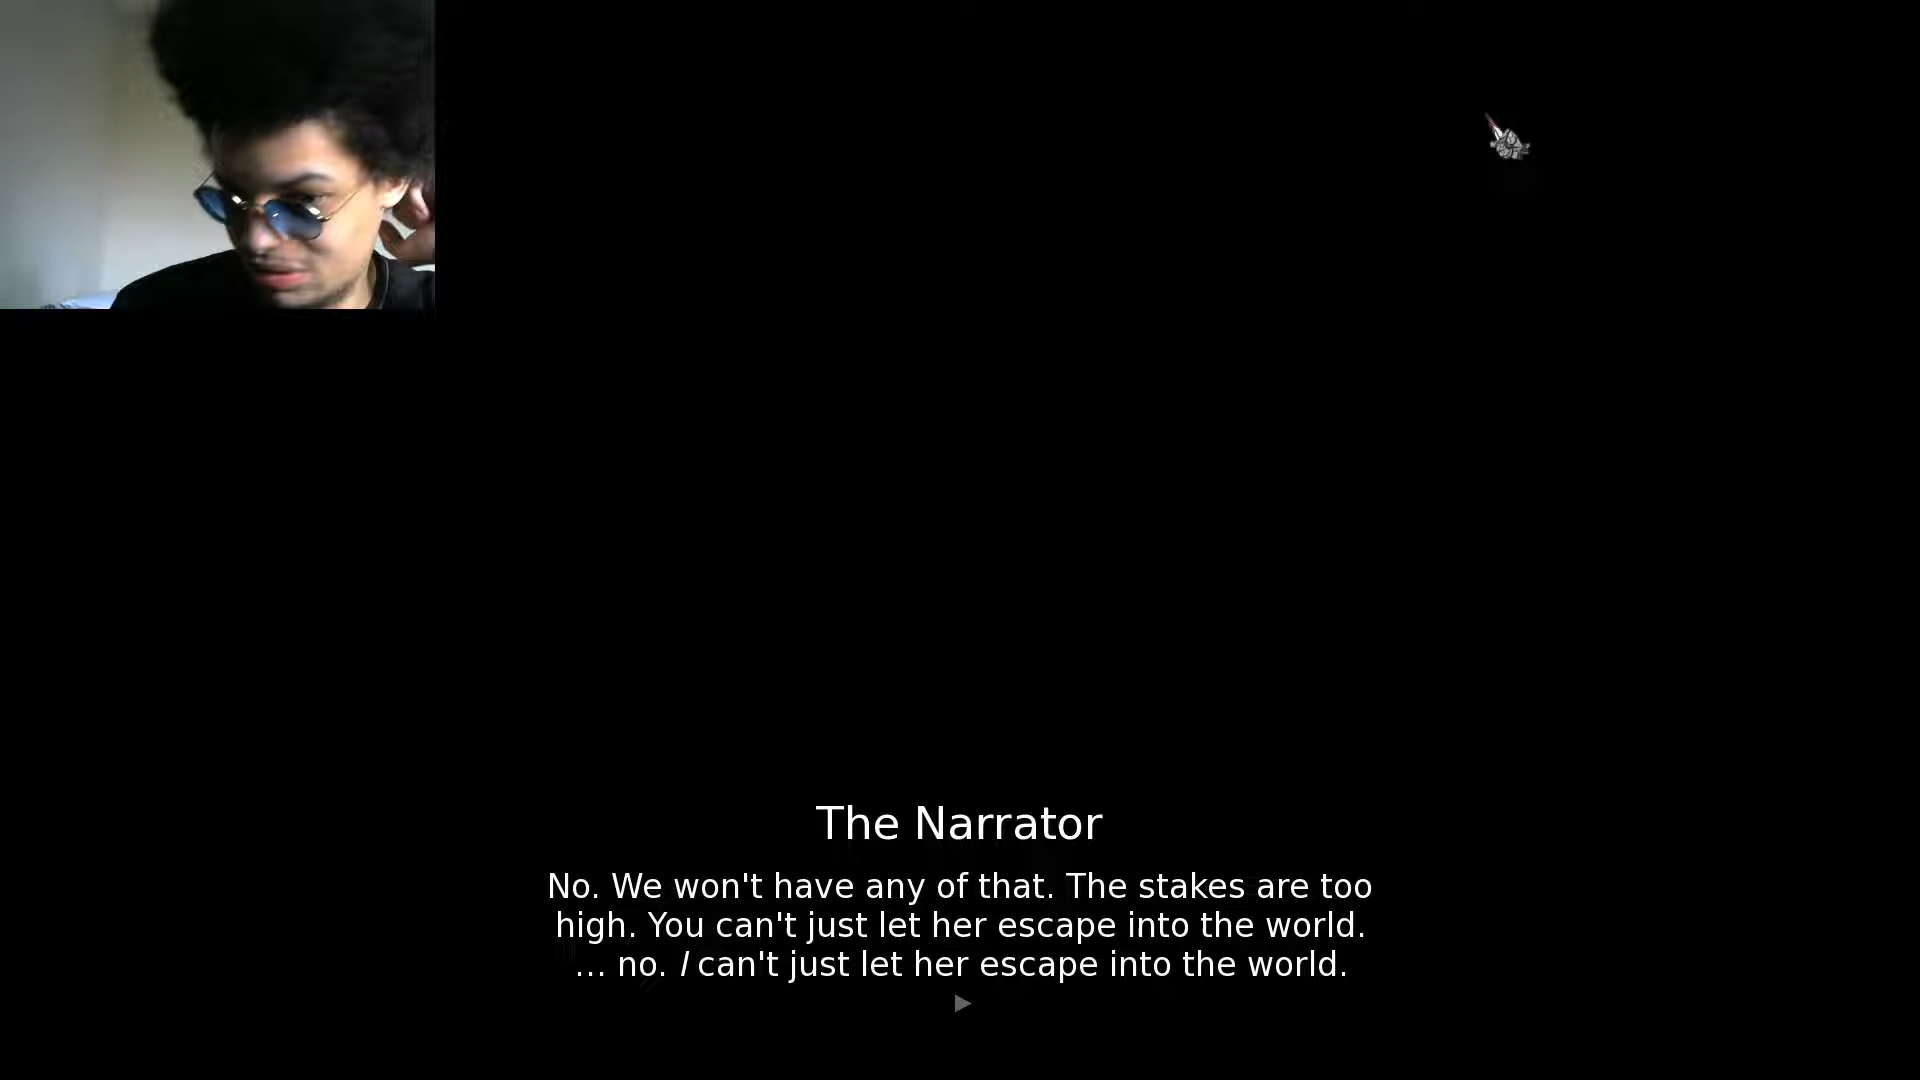 The Narrator
No. We won't have any of that. The stakes are too
high. You can't just let her escape into the world.
... no. I can't just let her escape into the world.